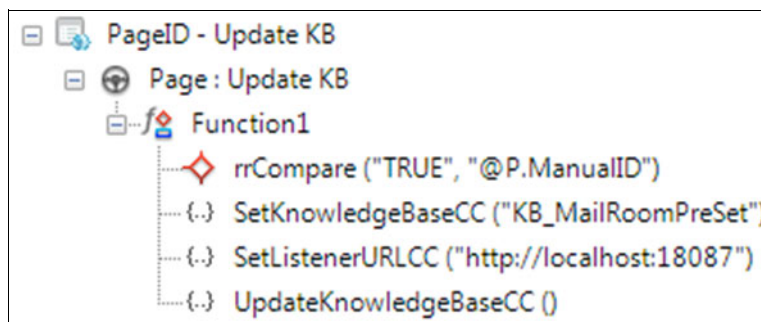 PageID - Update KB
Page : Update KB
Function1
rrCompare ("TRUE", "@P.ManualID")
{..} SetKnowledgeBaseCC ("KB_MailRoomPreSet")
{..} SetListenerURLCC ("http://localhost:18087")
{..} UpdateKnowledgeBaseCC ()